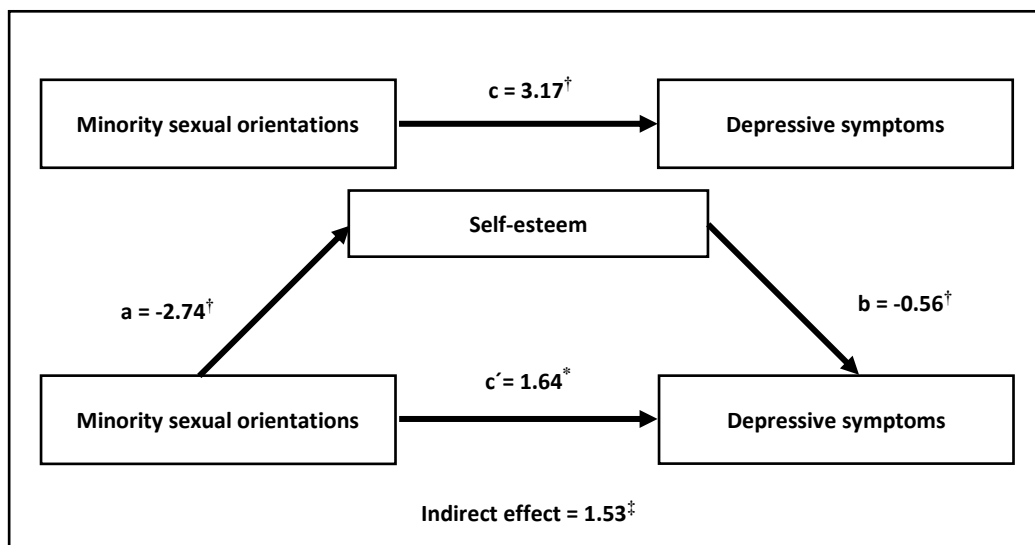 c = 3.17†
Minority sexual orientations
Depressive symptoms
Self-esteem
a = -2.74†
b = -0.56†
c´= 1.64*
Minority sexual orientations
Depressive symptoms
Indirect effect = 1.53‡